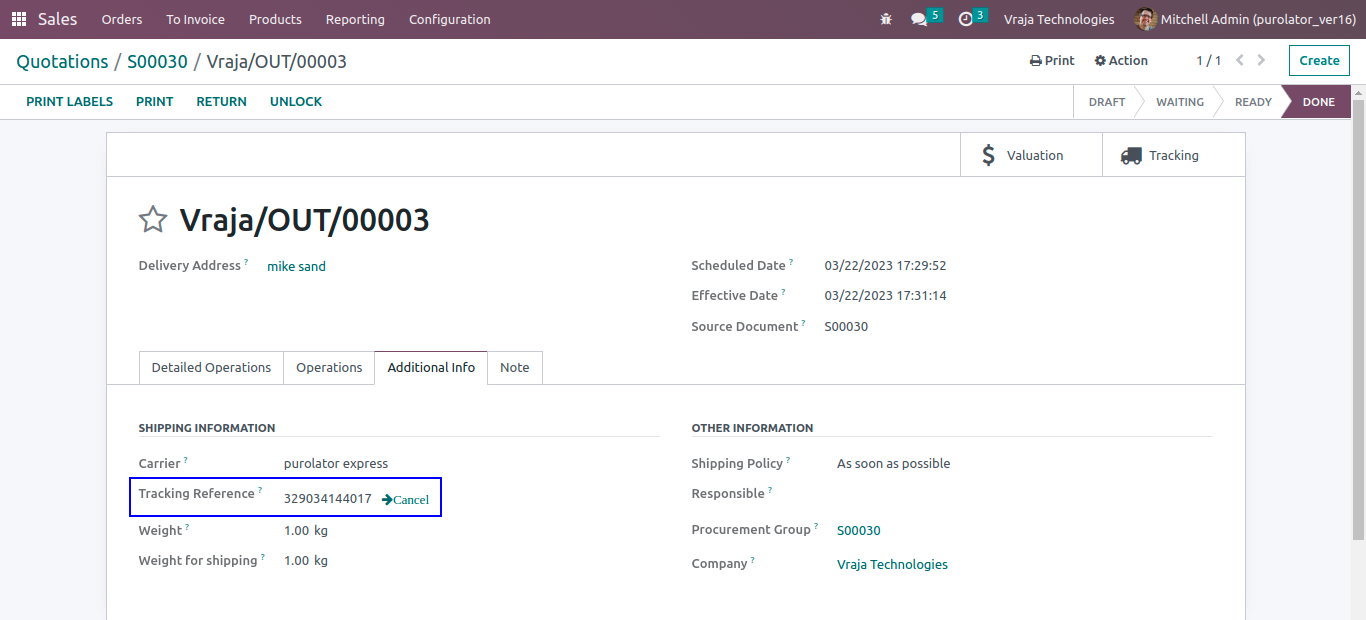 Sales Orders To Invoice Products Reporting Configuration 5 3 Vraja Technologies Mitchell Admin (purolator_ver16)
Quotations / S00030 / Vraja/OUT/00003 Print Action 1 / 1 Create
PRINT LABELS PRINT RETURN UNLOCK DRAFT WAITING READY DONE
$ Valuation Tracking
Vraja/OUT/00003
Delivery Address ? mike sand Scheduled Date ? 03/22/2023 17:29:52
Effective Date ? 03/22/2023 17:31:14
Source Document ? S00030
Detailed Operations Operations Additional Info Note
SHIPPING INFORMATION OTHER INFORMATION
Carrier ? purolator express Shipping Policy ? As soon as possible
Tracking Reference ? 329034144017 Cancel Responsible ?
Weight ? 1.00 kg Procurement Group ? S00030
Weight for shipping ? 1.00 kg Company ? Vraja Technologies